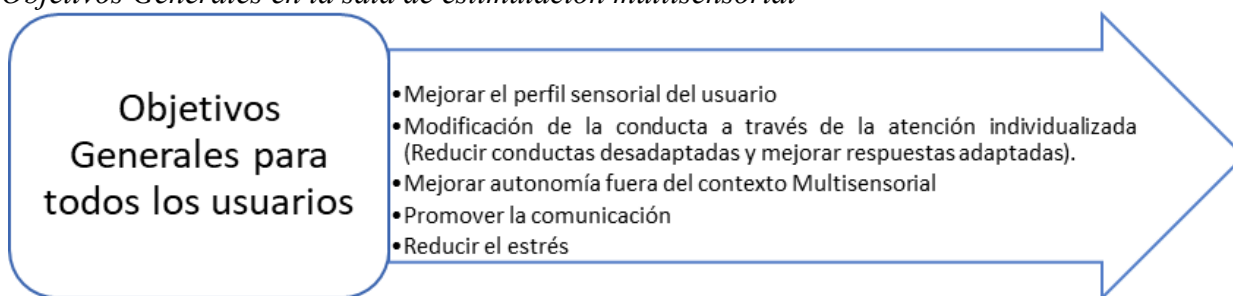 Objetivos Generales en la sala de estimulación multisensorial
Objetivos
Generales para
todos los usuarios
•Mejorar el perfil sensorial del usuario
•Modificación de la conducta a través de la atención individualizada
(Reducir conductas desadaptadas y mejorar respuestas adaptadas).
•Mejorar autonomía fuera del contexto Multisensorial
•Promover la comunicación
•Reducir el estrés